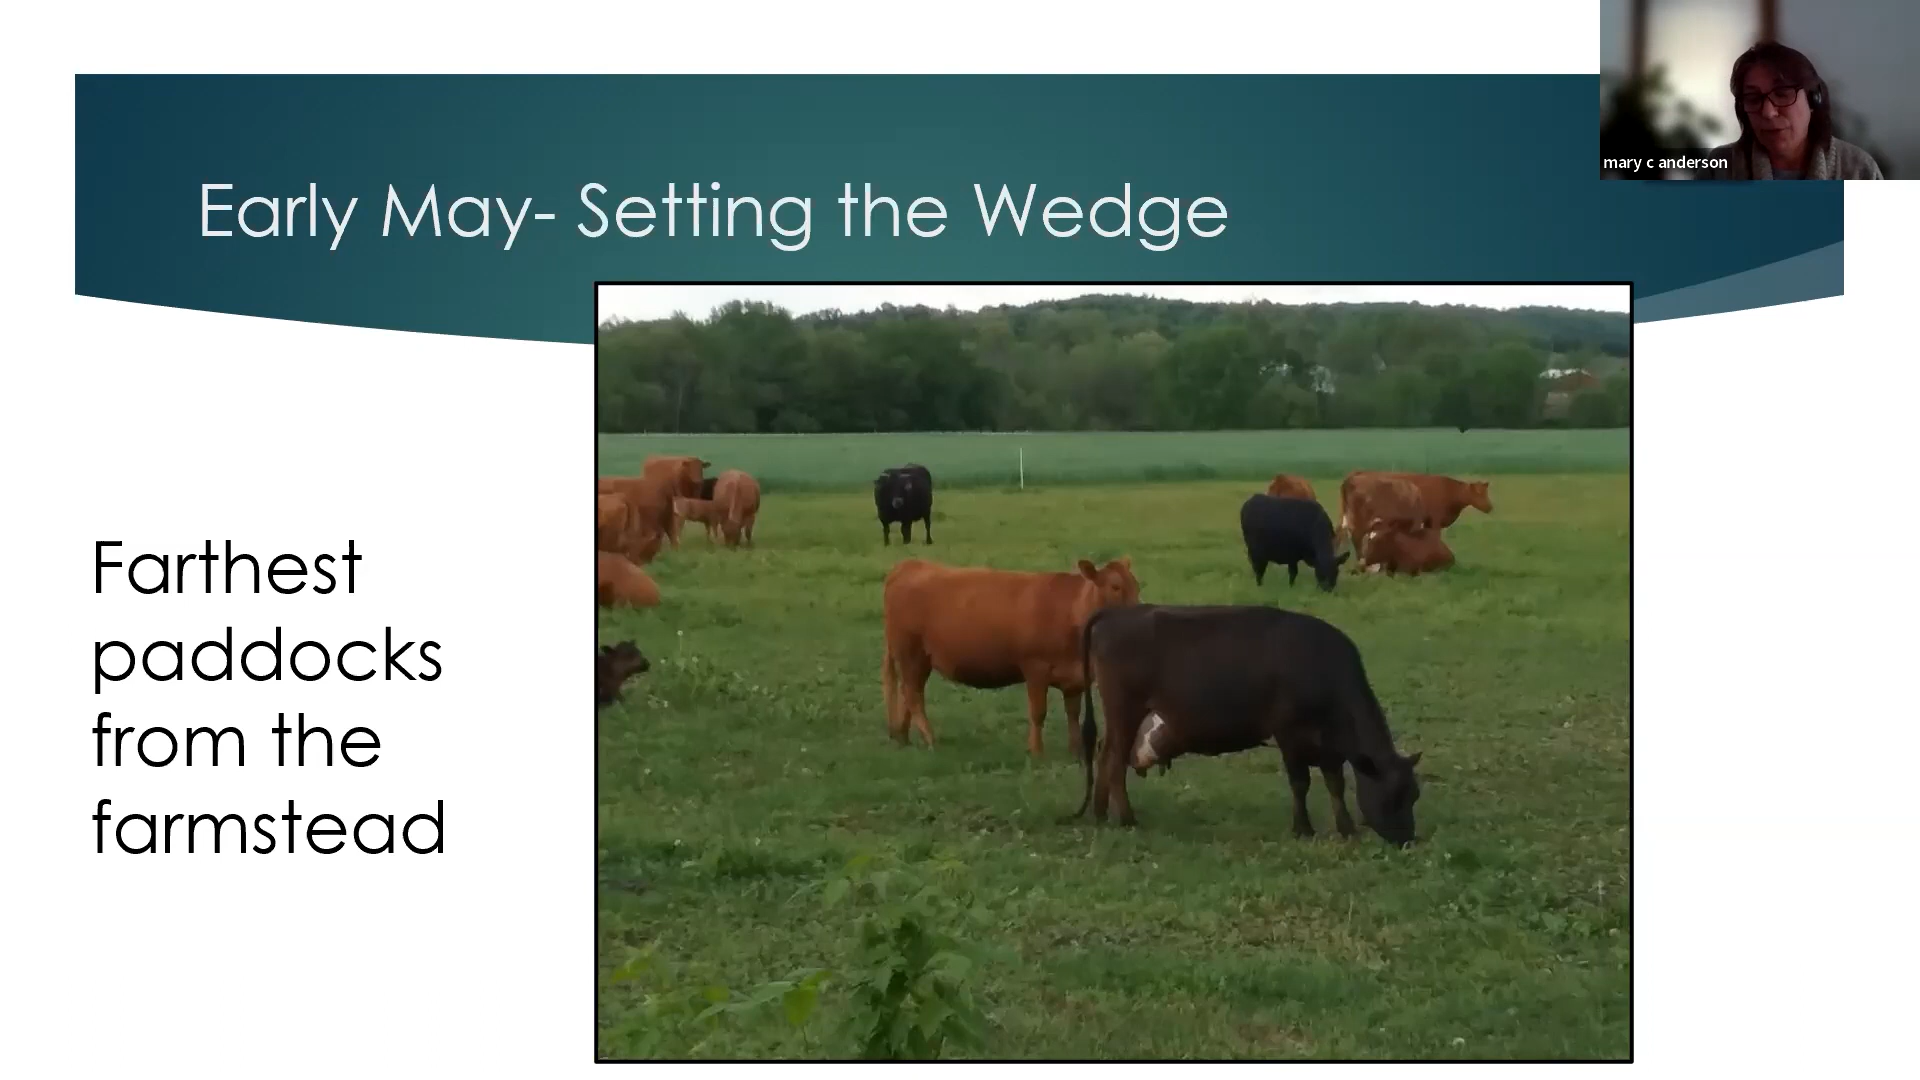 mary c anderson
Early May- Setting the Wedge
Farthest
paddocks
from the
farmstead